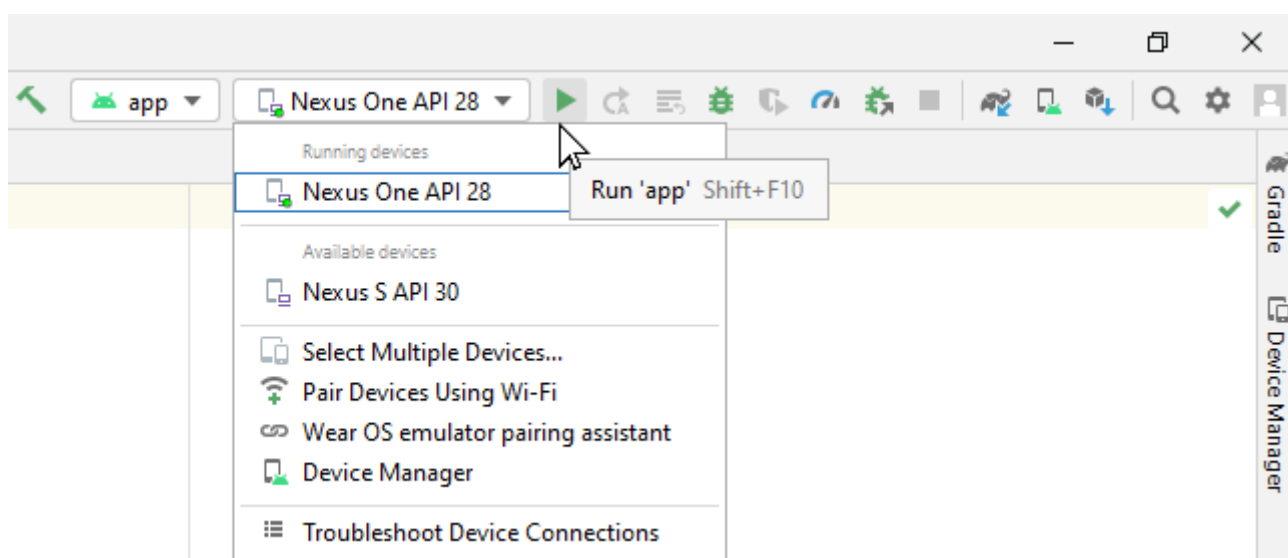 app
Nexus One API 28
Running devices
Nexus One API 28
Run 'app' Shift+F10
Available devices
Nexus S API 30
Select Multiple Devices...
Pair Devices Using Wi-Fi
Wear OS emulator pairing assistant
Device Manager
Troubleshoot Device Connections
Gradle
Device Manager